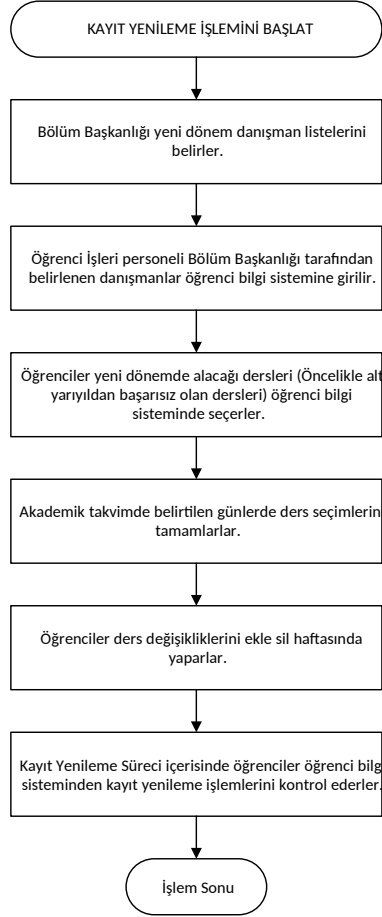 KAYIT YENİLEME İŞLEMİNİ BAŞLAT
Bölüm Başkanlığı yeni dönem danışman listelerini
belirler.
Öğrenci İşleri personeli Bölüm Başkanlığı tarafından
belirlenen danışmanlar öğrenci bilgi sistemine girilir.
Öğrenciler yeni dönemde alacağı dersleri (Öncelikle alt
yarıyıldan başarısız olan dersleri) öğrenci bilgi
sisteminde seçerler.
Akademik takvimde belirtilen günlerde ders seçimlerin
tamamlarlar.
Öğrenciler ders değişikliklerini ekle sil haftasında
yaparlar.
Kayıt Yenileme Süreci içerisinde öğrenciler öğrenci bilg
sisteminden kayıt yenileme işlemlerini kontrol ederler.
İşlem Sonu